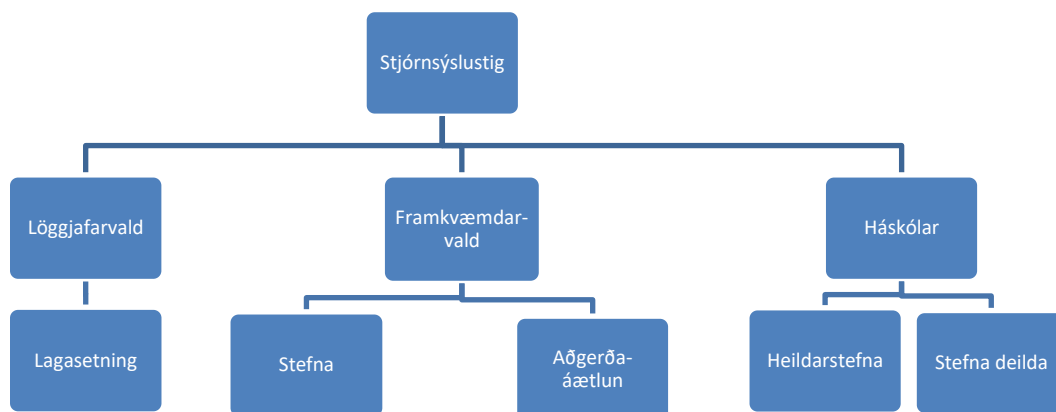 Stjórnsýslustig
Löggjafarvald
Framkvæmdar-
vald
Háskólar
Lagasetning
Stefna
Aðgerða-
áætlun
Heildarstefna
Stefna deilda